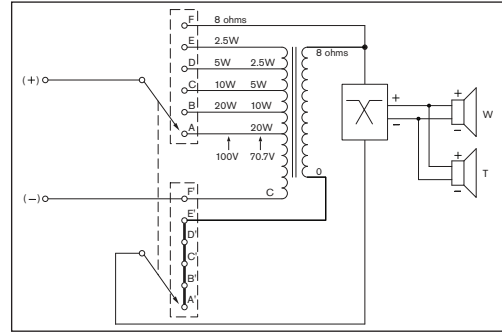 F 8 ohms
E 2.5W
8 ohms
D 5W 2.5W
(+)
C 10W 5W
B 20W 10W
+
+
W
–
–
A 20W
100V 70.7V
+
T
–
0
(–)
F' C
E'
D'
C'
B'
A'